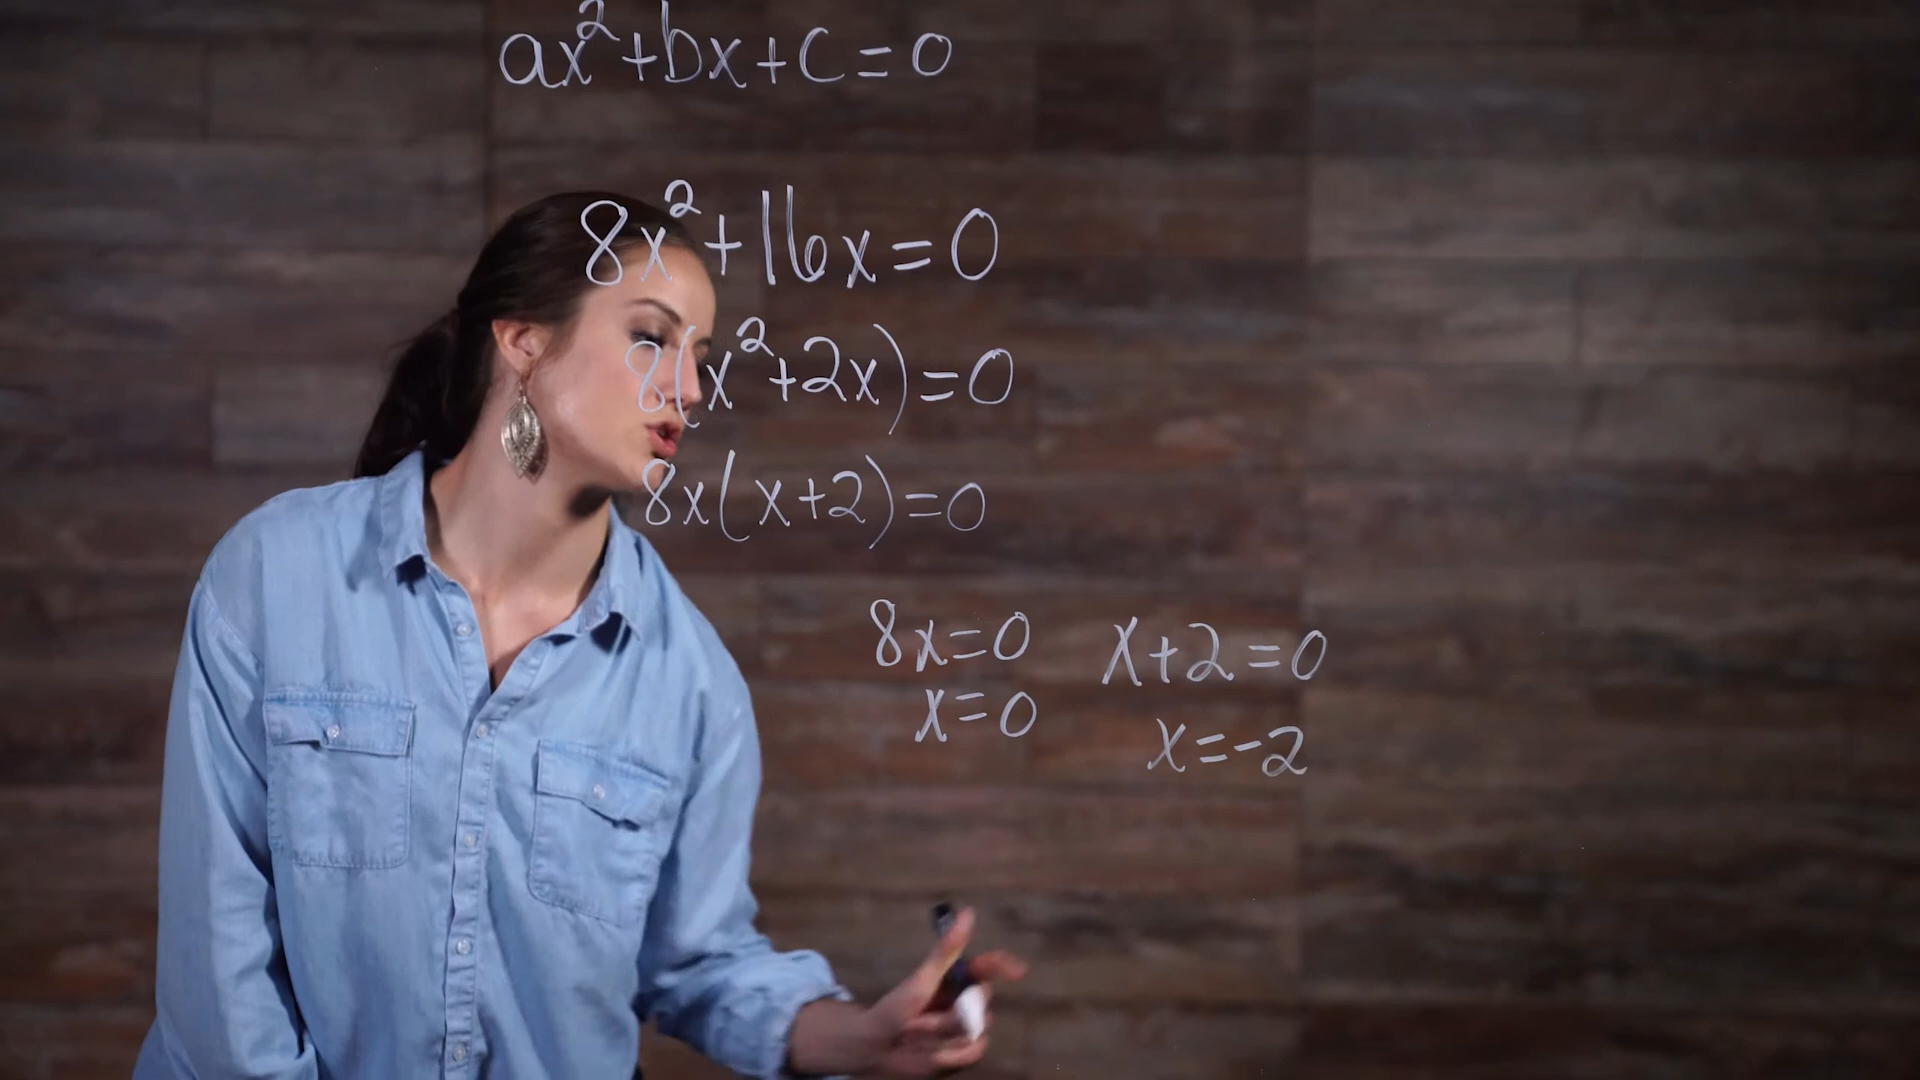 ax²+bx+c=0
8x²+16x=0
8(x²+2x)=0
8x(x+2)=0
8x=0 x+2=0
x=0 x=-2